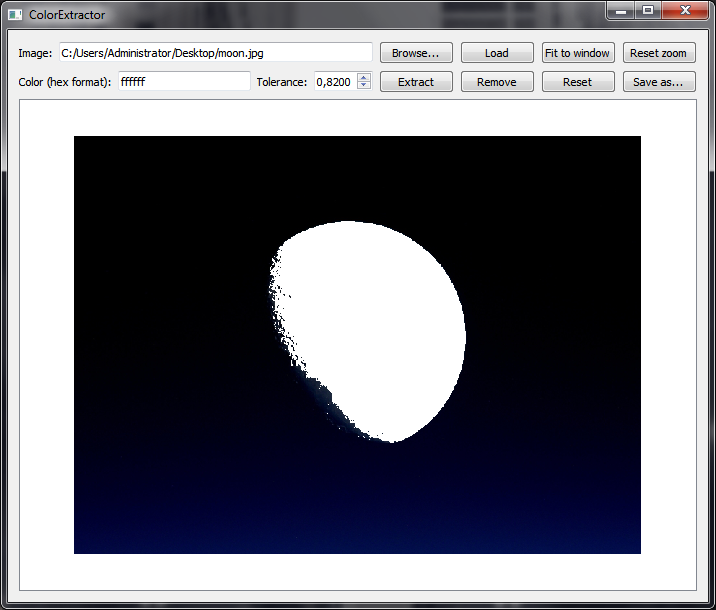 ColorExtractor
Image: C:/Users/Administrator/Desktop/moon.jpg Browse... Load Fit to window Reset zoom
Color (hex format): ffffff Tolerance: 0,8200 Extract Remove Reset Save as...